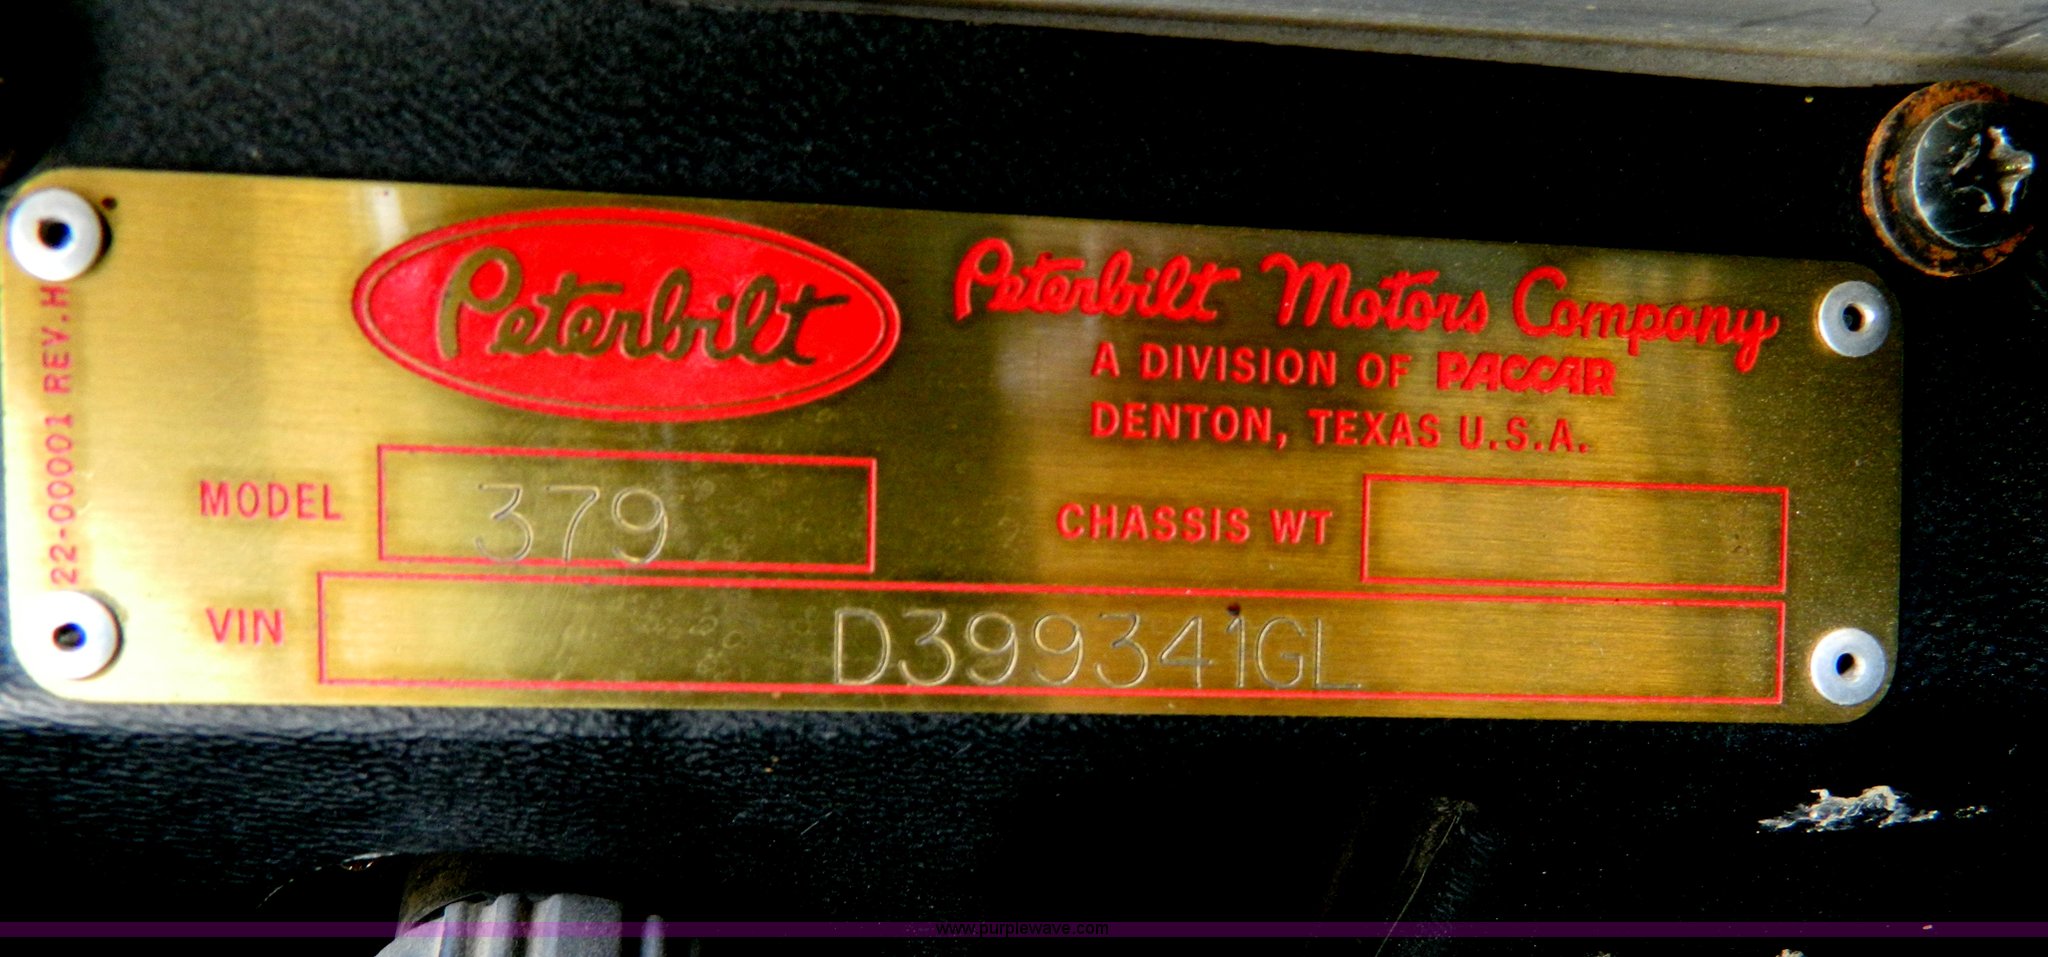 Peterbilt
Peterbilt Motors Company
A DIVISION OF PACCAR
DENTON, TEXAS U.S.A.
MODEL 379
CHASSIS WT
VIN D399341GL
22-00001 REV.H
www.purplewave.com